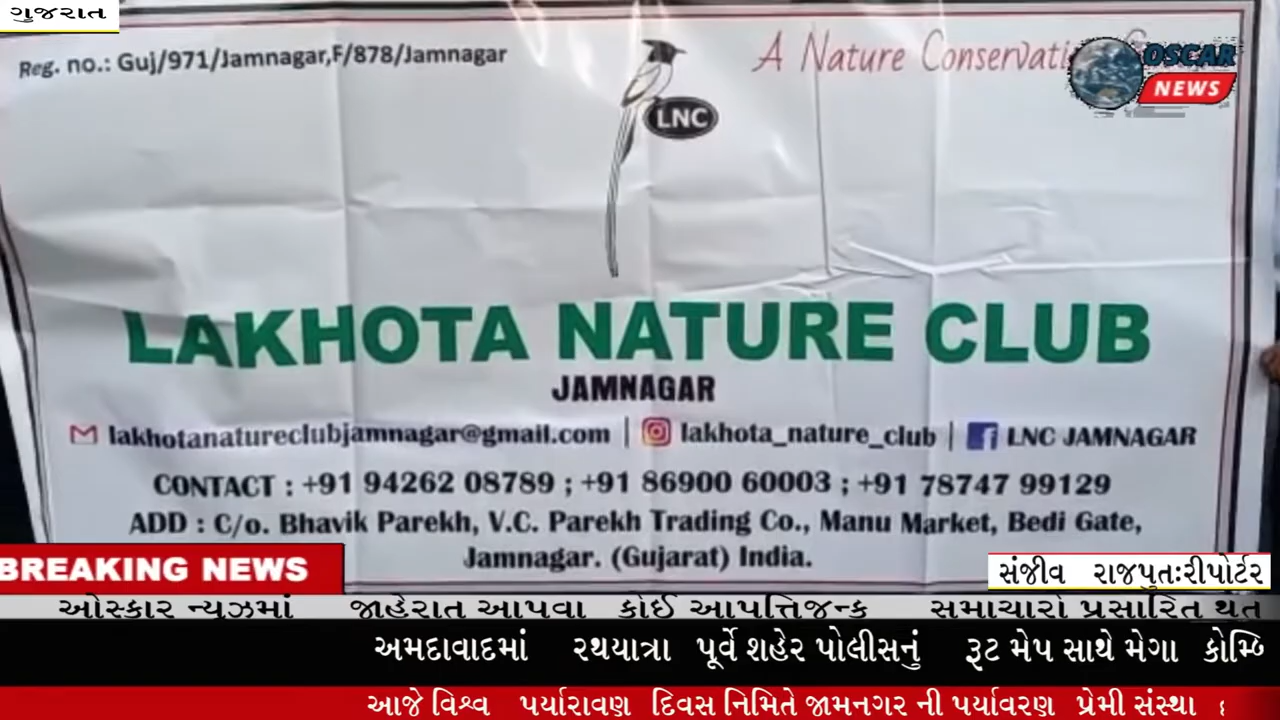 ગુજરાત
Reg. no.: Guj/971/Jamnagar,F/878/Jamnagar
A Nature Conservati
OSCAR
NEWS
LNC
LAKHOTA NATURE CLUB
JAMNAGAR
lakhotanatureclubjamnagar@gmail.com | lakhota_nature_club | LNC JAMNAGAR
CONTACT : +91 94262 08789 ; +91 86900 60003 ; +91 78747 99129
ADD : C/o. Bhavik Parekh, V.C. Parekh Trading Co., Manu Market, Bedi Gate,
Jamnagar. (Gujarat) India.
BREAKING NEWS
સંજીવ રાજપુતઃરીપોર્ટર
ઓસ્કાર ન્યુઝમાં જાહેરાત આપવા કોઈ આપત્તિજન્ક સમાચારો પ્રસારિત થત
અમદાવાદમાં રથયાત્રા પૂર્વે શહેર પોલીસનું રૂટ મેપ સાથે મેગા કોમ્બિ
આજે વિશ્વ પર્યારાવણ દિવસ નિમિતે જામનગર ની પર્યાવરણ પ્રેમી સંસ્થા